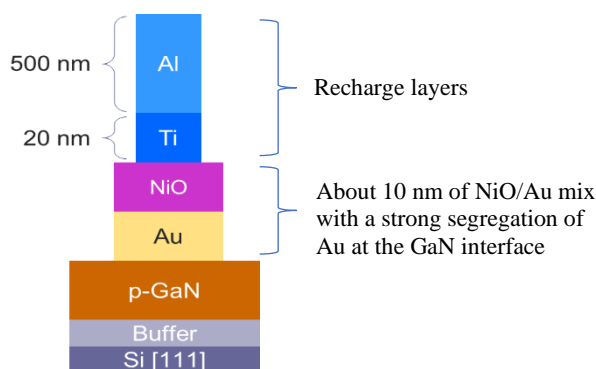 500 nm
Al
Recharge layers
20 nm
Ti
NiO
About 10 nm of NiO/Au mix
with a strong segregation of
Au at the GaN interface
Au
p-GaN
Buffer
Si [111]